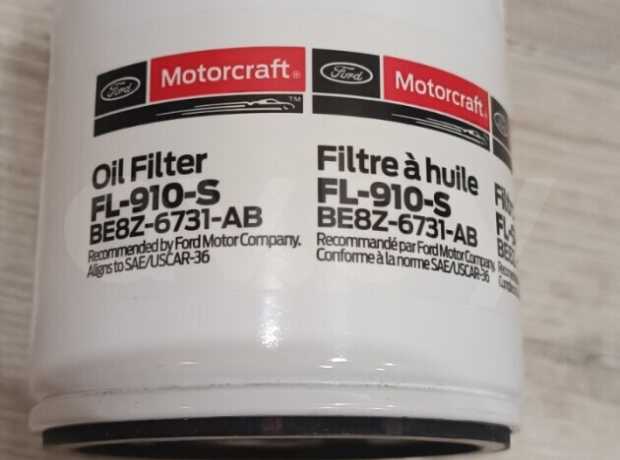 Ford
Motorcraft®
™
Oil Filter
FL-910-S
BE8Z-6731-AB
Recommended by Ford Motor Company.
Aligns to SAE/USCAR-36
Ford
Motorcraft®
Filtre à huile
FL-910-S
BE8Z-6731-AB
Recommandé par Ford Motor Company
Conforme à la norme SAE/USCAR-36